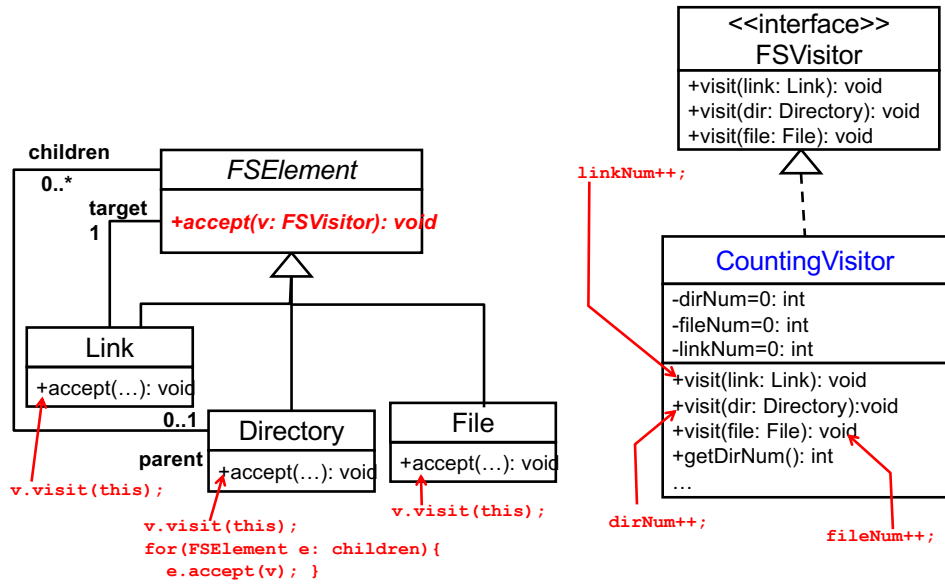 <<interface>>
FSVisitor
+visit(link: Link): void
+visit(dir: Directory): void
+visit(file: File): void
children
0..*
target
1
FSElement
+accept(v: FSVisitor): void
linkNum++;
CountingVisitor
-dirNum=0: int
-fileNum=0: int
-linkNum=0: int
+visit(link: Link): void
+visit(dir: Directory):void
+visit(file: File): void
+getDirNum(): int
…
Link
+accept(…): void
0..1
parent
Directory
+accept(…): void
File
+accept(…): void
v.visit(this);
v.visit(this);
for(FSElement e: children){
e.accept(v); }
v.visit(this);
dirNum++;
fileNum++;